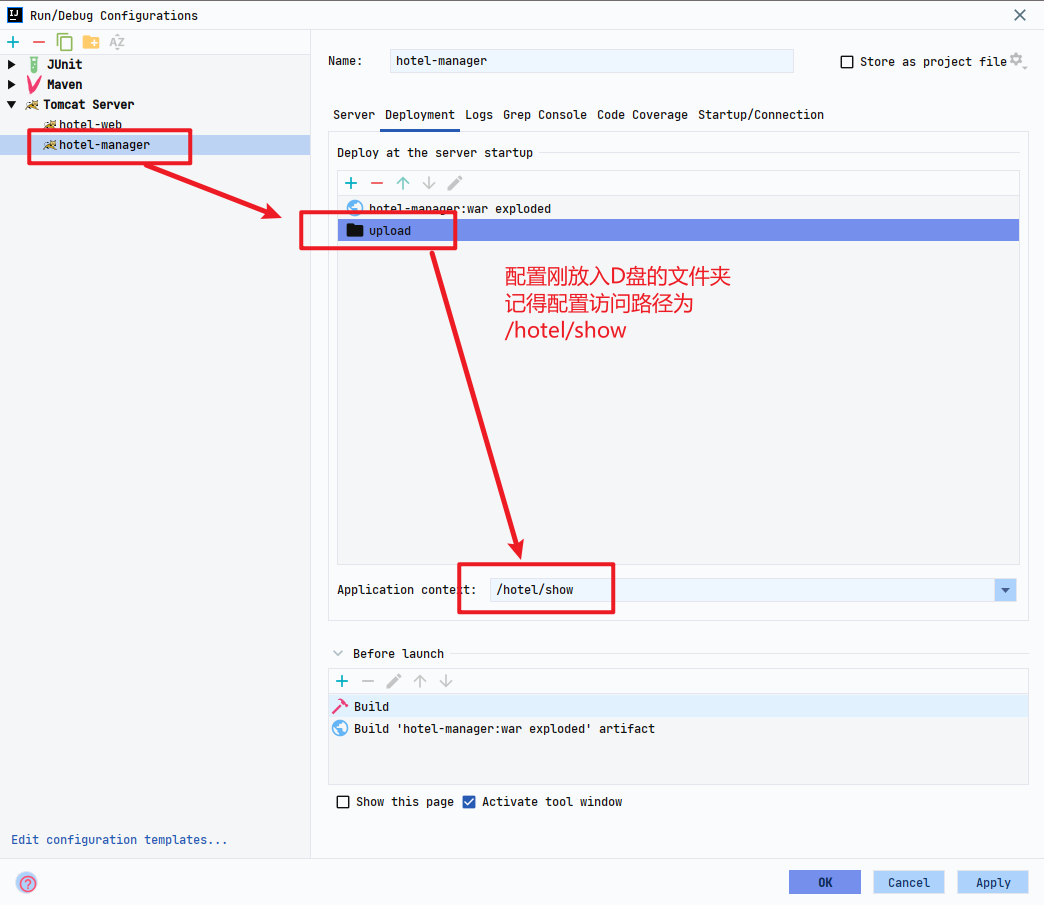 Run/Debug Configurations
JUnit
Maven
Tomcat Server
hotel-web
hotel-manager
Edit configuration templates...
Name:
hotel-manager
Store as project file
Server Deployment Logs Grep Console Code Coverage Startup/Connection
Deploy at the server startup
hotel-manager:war exploded
upload
配置刚放入D盘的文件夹
记得配置访问路径为
/hotel/show
Application context: /hotel/show
Before launch
Build
Build 'hotel-manager:war exploded' artifact
Show this page Activate tool window
OK Cancel Apply